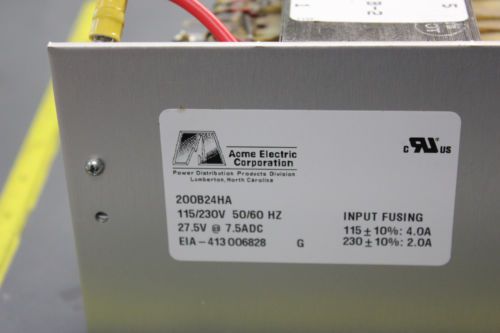 Acme Electric
Corporation
Power Distribution Products Division
Lumberton, North Carolina
c RU US
200B24HA
115/230V 50/60 HZ
27.5V @ 7.5ADC
EIA-413 006828 G
INPUT FUSING
115 ± 10%: 4.0A
230 ± 10%: 2.0A